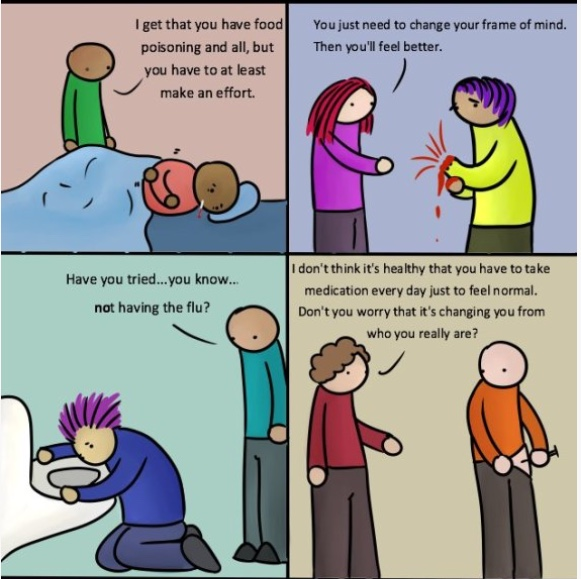 I get that you have food
poisoning and all, but
you have to at least
make an effort.
You just need to change your frame of mind.
Then you'll feel better.
Have you tried...you know...
not having the flu?
I don't think it's healthy that you have to take
medication every day just to feel normal.
Don't you worry that it's changing you from
who you really are?